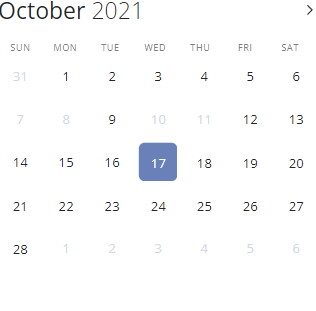 October 2021
SUN MON TUE WED THU FRI SAT
31 1 2 3 4 5 6
7 8 9 10 11 12 13
14 15 16 17 18 19 20
21 22 23 24 25 26 27
28 1 2 3 4 5 6